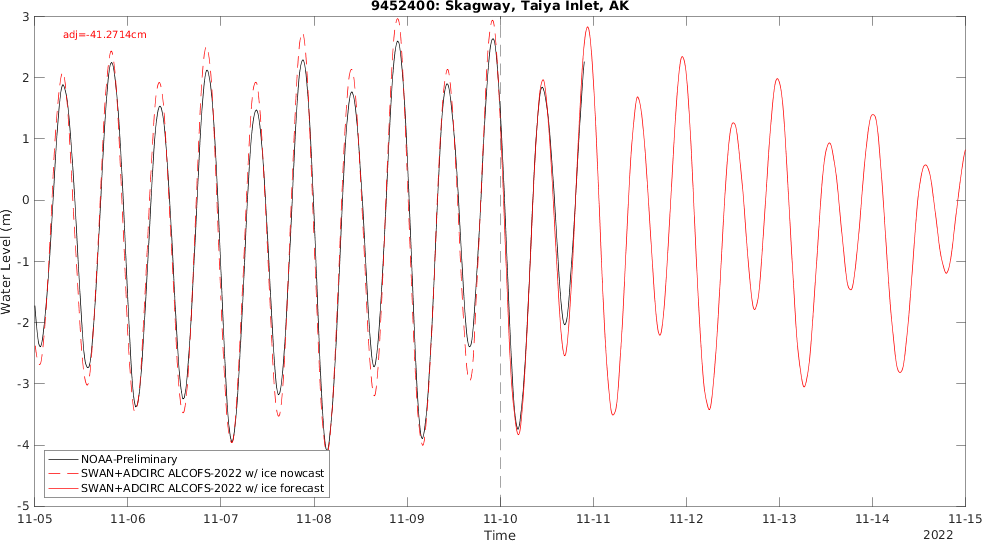 9452400: Skagway, Taiya Inlet, AK
adj=-41.2714cm
3
2
1
0
-1
-2
-3
-4
-5
Water Level (m)
NOAA-Preliminary
SWAN+ADCIRC ALCOFS-2022 w/ ice nowcast
SWAN+ADCIRC ALCOFS-2022 w/ ice forecast
11-05 11-06 11-07 11-08 11-09 11-10 11-11 11-12 11-13 11-14 11-15
Time
2022